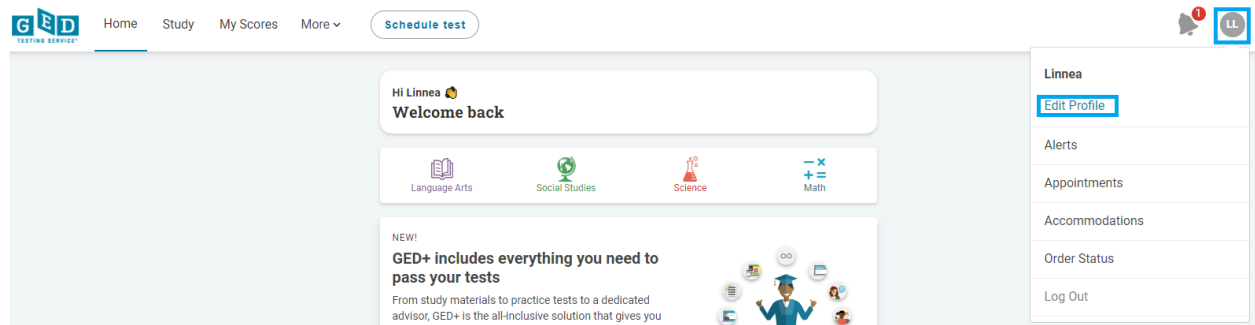 GED
TESTING SERVICE®
Home
Study
My Scores
More
Schedule test
1
LL
Hi Linnea
Welcome back
Language Arts
Social Studies
Science
Math
NEW!
GED+ includes everything you need to
pass your tests
From study materials to practice tests to a dedicated
advisor, GED+ is the all-inclusive solution that gives you
Linnea
Edit Profile
Alerts
Appointments
Accommodations
Order Status
Log Out